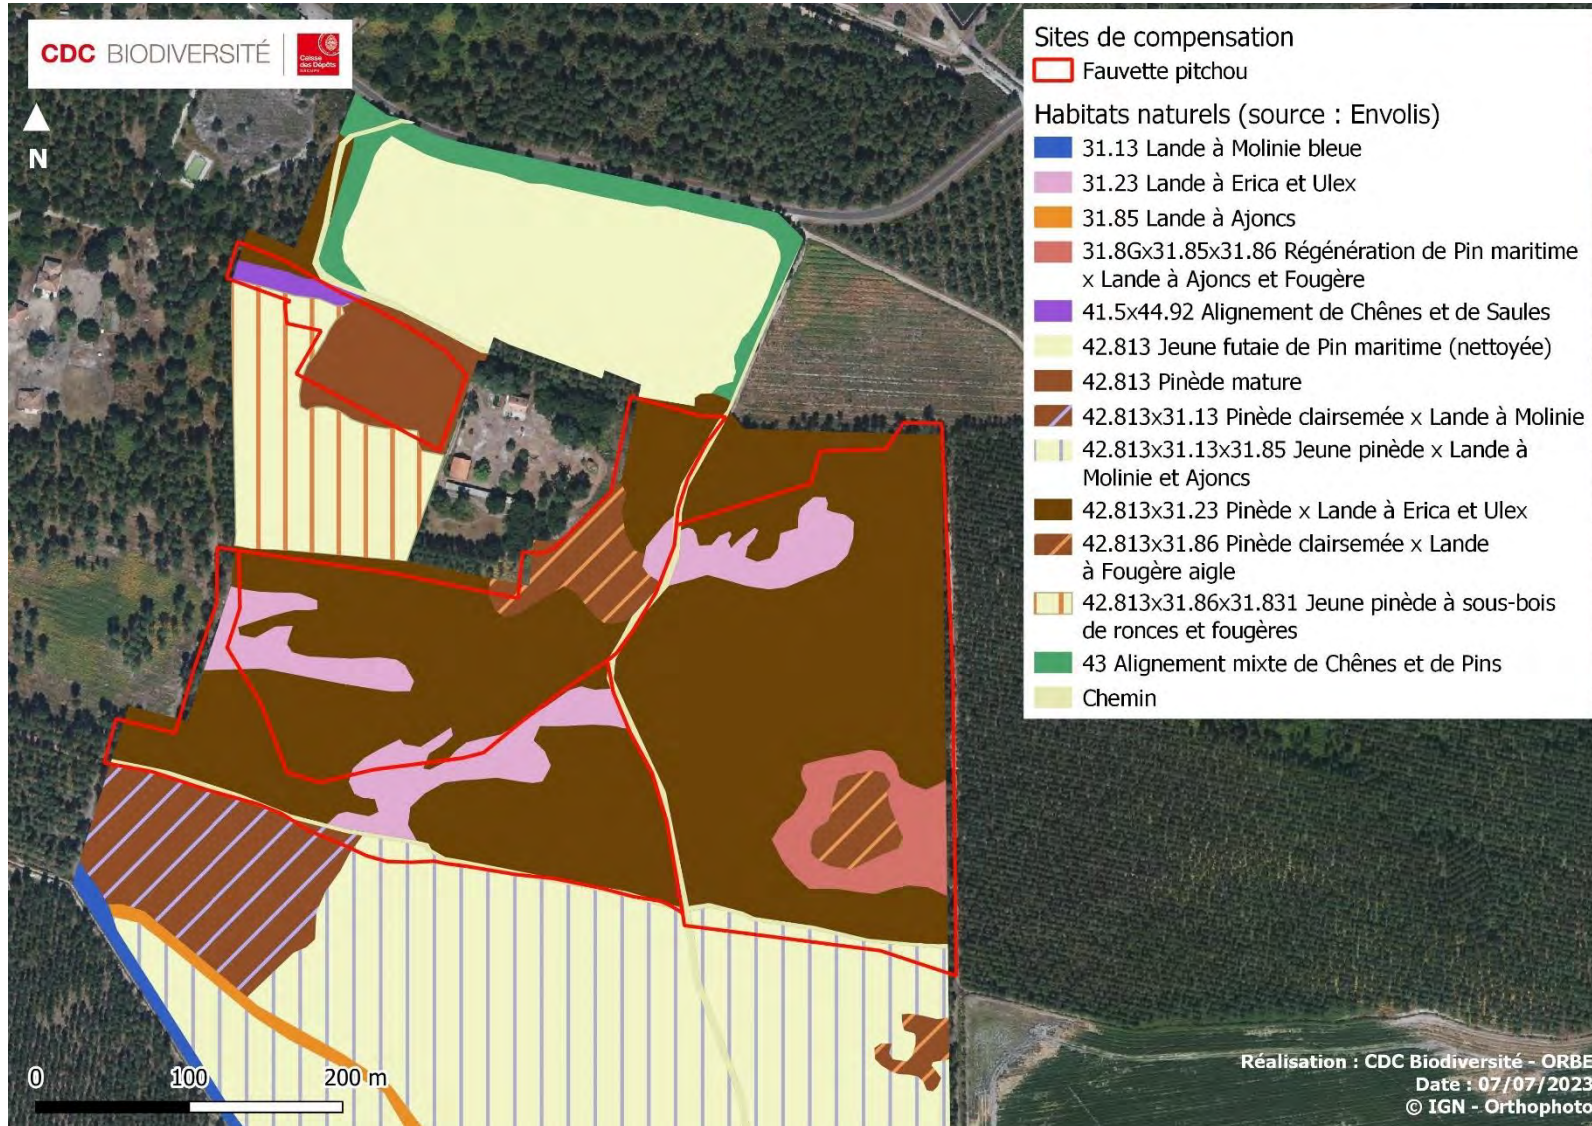 CDC BIODIVERSITÉ
Caisse
des Dépôts
GROUPE
N
Sites de compensation
Fauvette pitchou
Habitats naturels (source : Envolis)
31.13 Lande à Molinie bleue
31.23 Lande à Erica et Ulex
31.85 Lande à Ajoncs
31.8Gx31.85x31.86 Régénération de Pin maritime
x Lande à Ajoncs et Fougère
41.5x44.92 Alignement de Chênes et de Saules
42.813 Jeune futaie de Pin maritime (nettoyée)
42.813 Pinède mature
42.813x31.13 Pinède clairsemée x Lande à Molinie
42.813x31.13x31.85 Jeune pinède x Lande à
Molinie et Ajoncs
42.813x31.23 Pinède x Lande à Erica et Ulex
42.813x31.86 Pinède clairsemée x Lande
à Fougère aigle
42.813x31.86x31.831 Jeune pinède à sous-bois
de ronces et fougères
43 Alignement mixte de Chênes et de Pins
Chemin
0 100 200 m
Réalisation : CDC Biodiversité - ORBE
Date : 07/07/2023
© IGN - Orthophoto